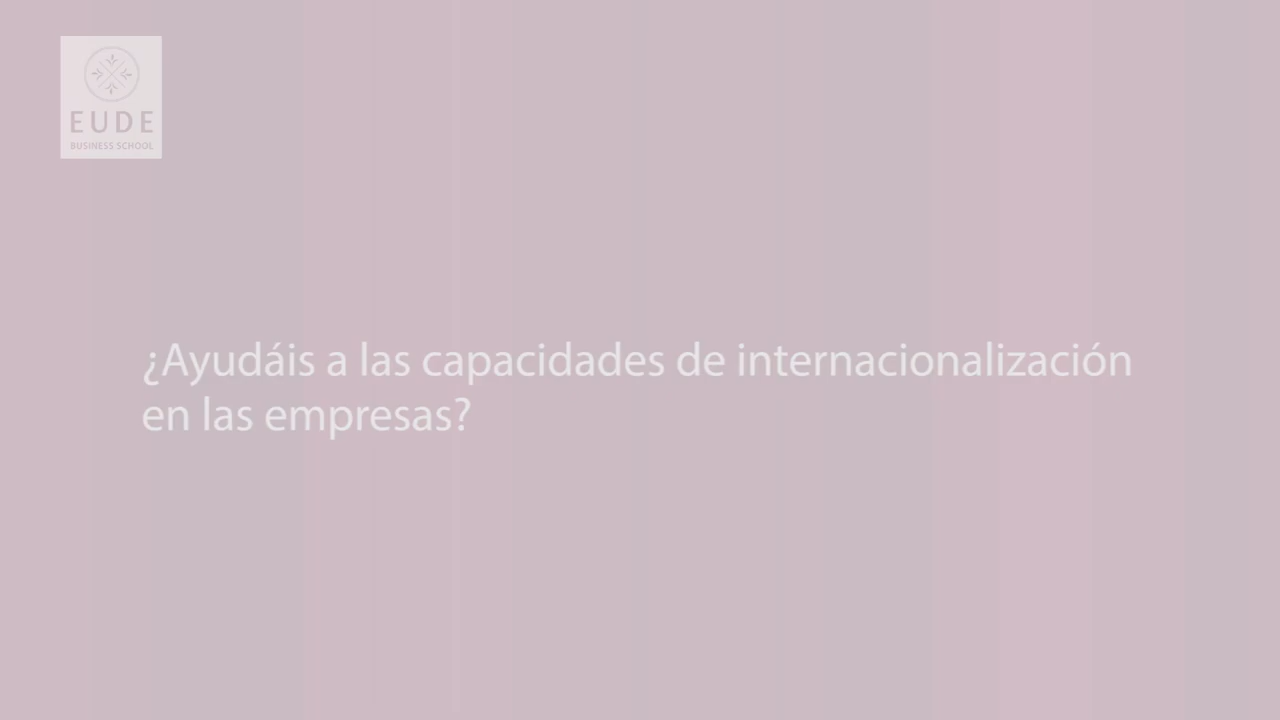 EUDE
BUSINESS SCHOOL
¿Ayudáis a las capacidades de internacionalización
en las empresas?